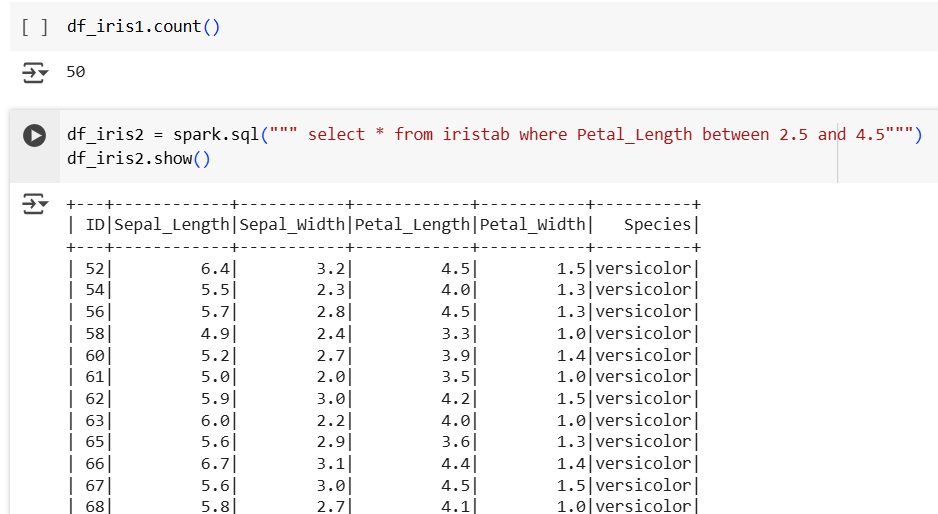 [ ] df_iris1.count()
50
df_iris2 = spark.sql(""" select * from iristab where Petal_Length between 2.5 and 4.5""")
df_iris2.show()
+---+------------+-----------+------------+-----------+----------+
| ID|Sepal_Length|Sepal_Width|Petal_Length|Petal_Width|   Species|
+---+------------+-----------+------------+-----------+----------+
| 52|         6.4|        3.2|         4.5|        1.5|versicolor|
| 54|         5.5|        2.3|         4.0|        1.3|versicolor|
| 56|         5.7|        2.8|         4.5|        1.3|versicolor|
| 58|         4.9|        2.4|         3.3|        1.0|versicolor|
| 60|         5.2|        2.7|         3.9|        1.4|versicolor|
| 61|         5.0|        2.0|         3.5|        1.0|versicolor|
| 62|         5.9|        3.0|         4.2|        1.5|versicolor|
| 63|         6.0|        2.2|         4.0|        1.0|versicolor|
| 65|         5.6|        2.9|         3.6|        1.3|versicolor|
| 66|         6.7|        3.1|         4.4|        1.4|versicolor|
| 67|         5.6|        3.0|         4.5|        1.5|versicolor|
| 68|         5.8|        2.7|         4.1|        1.0|versicolor|